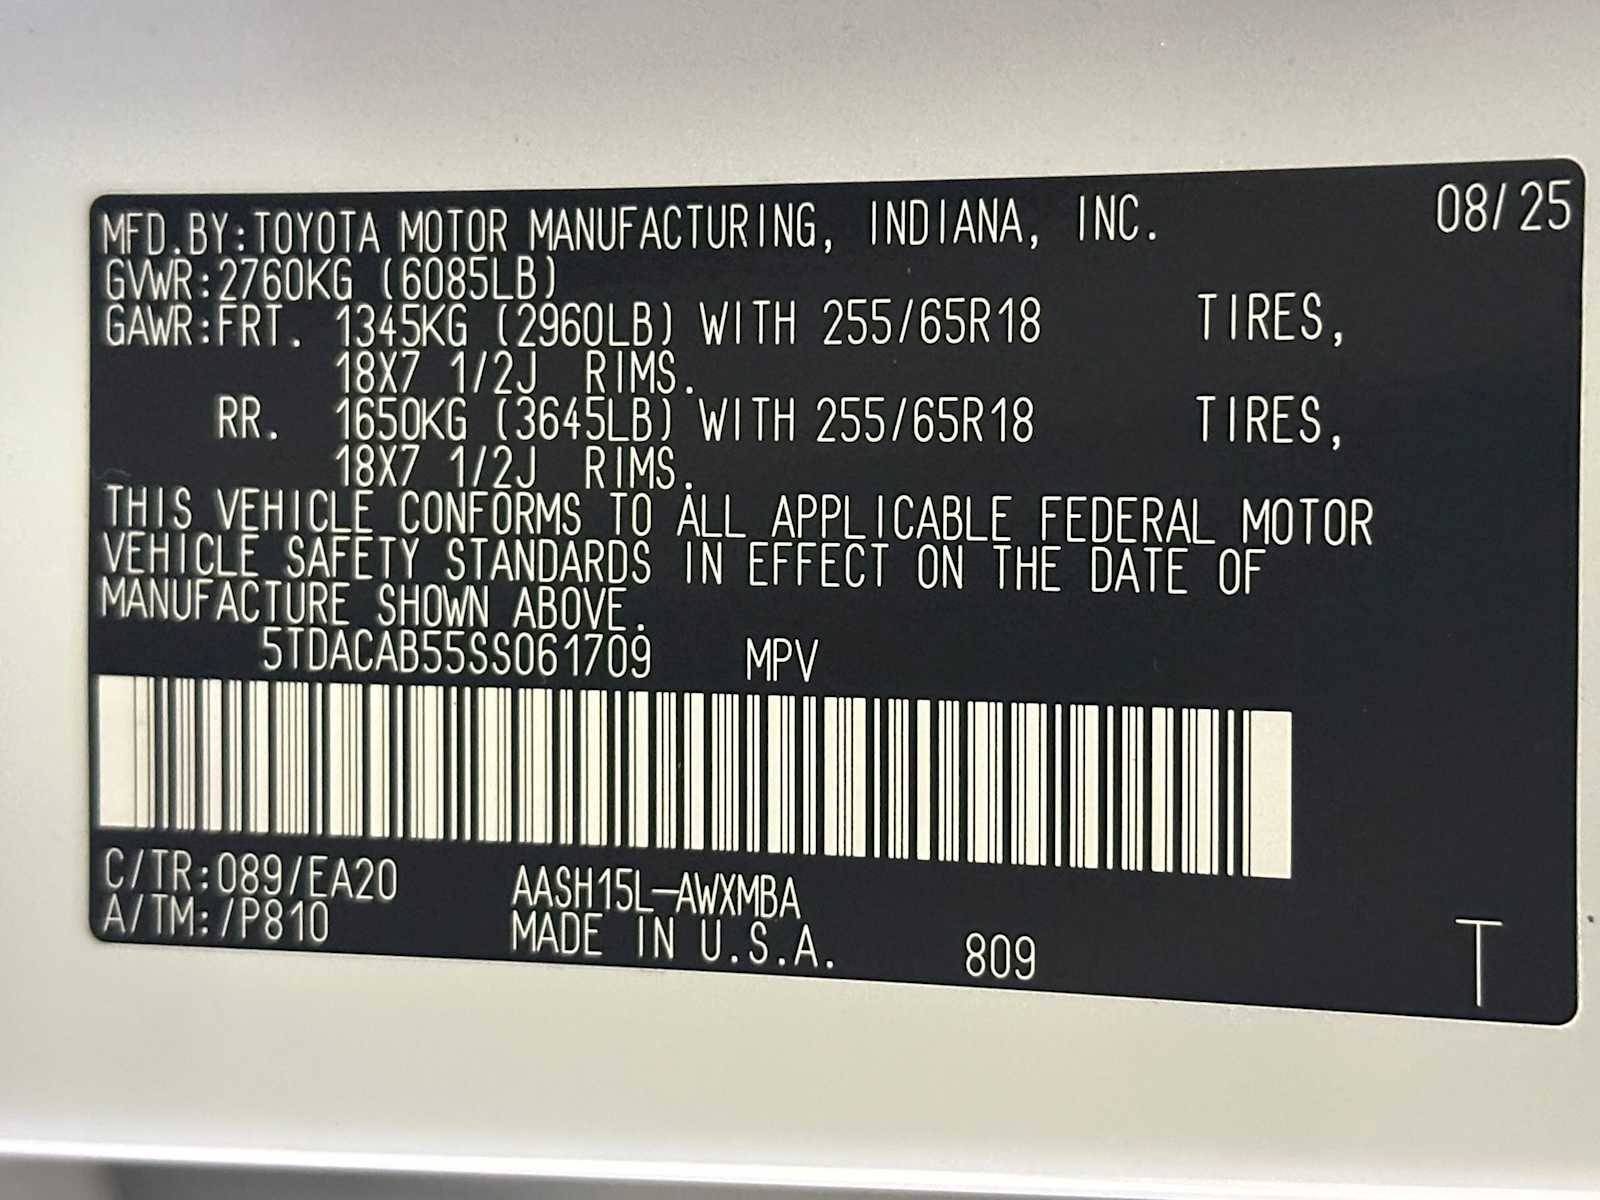 MFD.BY:TOYOTA MOTOR MANUFACTURING, INDIANA, INC. 08/25
GVWR:2760KG (6085LB)
GAWR:FRT. 1345KG (2960LB) WITH 255/65R18 TIRES,
18X7 1/2J RIMS.
RR. 1650KG (3645LB) WITH 255/65R18 TIRES,
18X7 1/2J RIMS.
THIS VEHICLE CONFORMS TO ALL APPLICABLE FEDERAL MOTOR
VEHICLE SAFETY STANDARDS IN EFFECT ON THE DATE OF
MANUFACTURE SHOWN ABOVE.
5TDACAB55SS061709 MPV
C/TR:089/EA20 AASH15L-AWXMBA
A/TM:/P810 MADE IN U.S.A. 809 T